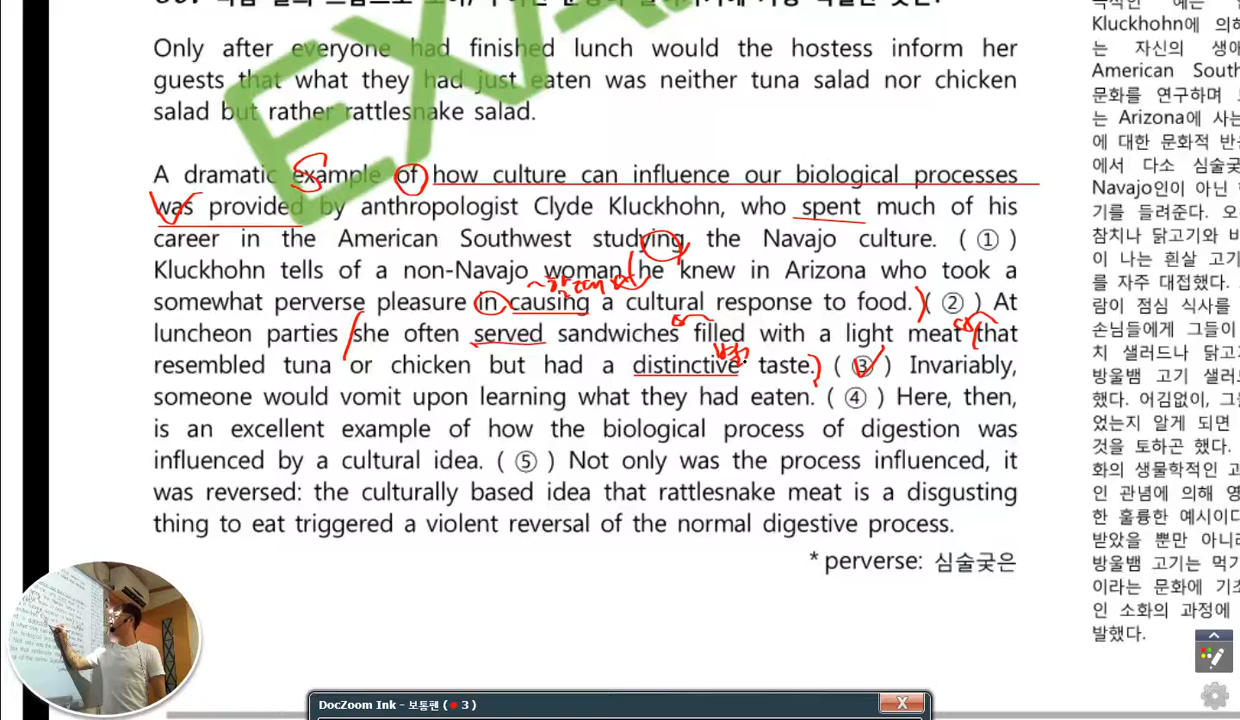 Only after everyone had finished lunch would the hostess inform her
guests that what they had just eaten was neither tuna salad nor chicken
salad but rather rattlesnake salad.
A dramatic example of how culture can influence our biological processes
was provided by anthropologist Clyde Kluckhohn, who spent much of his
career in the American Southwest studying the Navajo culture. ( ① )
Kluckhohn tells of a non-Navajo woman he knew in Arizona who took a
somewhat perverse pleasure in causing a cultural response to food. ( ② ) At
luncheon parties she often served sandwiches filled with a light meat that
resembled tuna or chicken but had a distinctive taste. ( ③ ) Invariably,
someone would vomit upon learning what they had eaten. ( ④ ) Here, then,
is an excellent example of how the biological process of digestion was
influenced by a cultural idea. ( ⑤ ) Not only was the process influenced, it
was reversed: the culturally based idea that rattlesnake meat is a disgusting
thing to eat triggered a violent reversal of the normal digestive process.
* perverse: 심술궂은
Kluckhohn에 의해
는 자신의 생애
American South
문화를 연구하며
는 Arizona에 사는
에 대한 문화적 반응
에서 다소 심술궂
Navajo인이 아닌
기를 들려준다.
참치나 닭고기와
이 나는 흰살 고기
를 자주 대접했다.
람이 점심 식사를
손님들에게 그들이
치 샐러드나 닭고기
방울뱀 고기 샐러
했다. 어김없이,
었는지 알게 되면
것을 토하곤 했다.
화의 생물학적인
인 관념에 의해
한 훌륭한 예시이다
받았을 뿐만 아니라
방울뱀 고기는 먹기
이라는 문화에 기초
인 소화의 과정에
발했다.
DocZoom Ink - 보통펜 ( 3 )